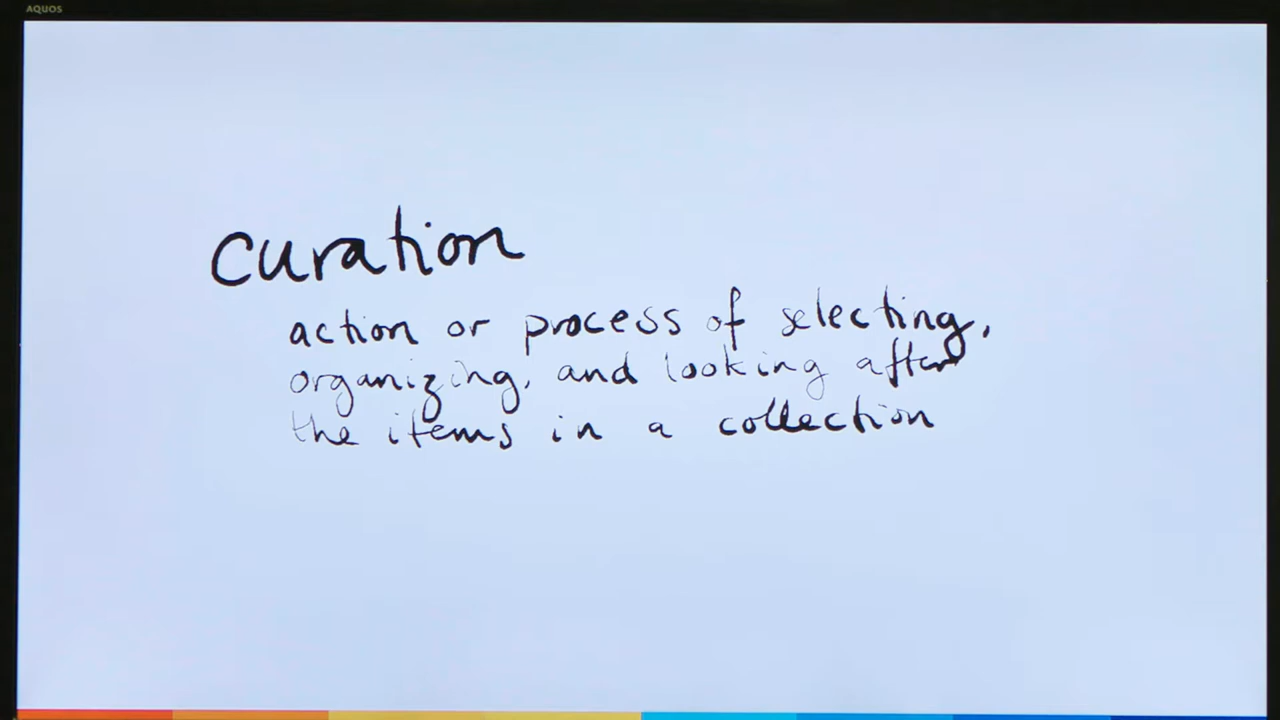 AQUOS
curation
action or process of selecting,
organizing, and looking after
the items in a collection